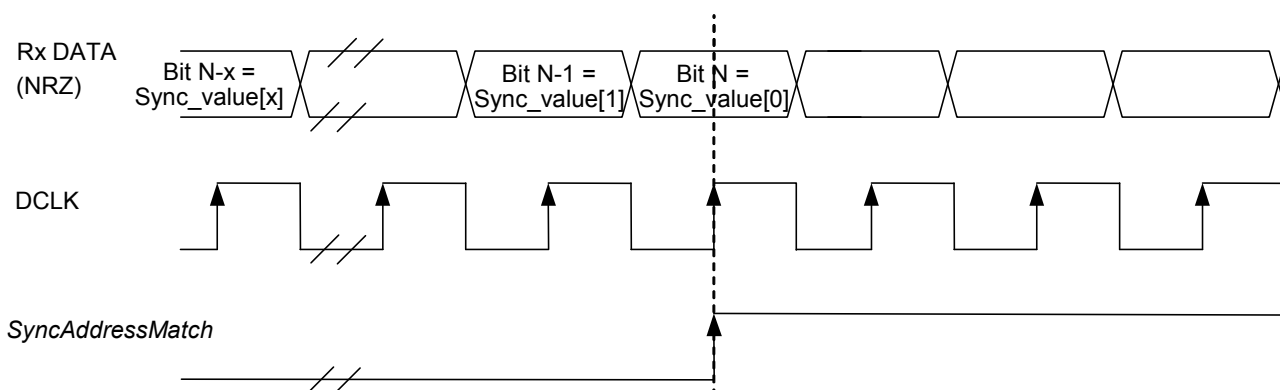 Rx DATA
(NRZ)
Bit N-x =
Sync_value[x]
Bit N-1 =
Sync_value[1]
Bit N =
Sync_value[0]
DCLK
SyncAddressMatch